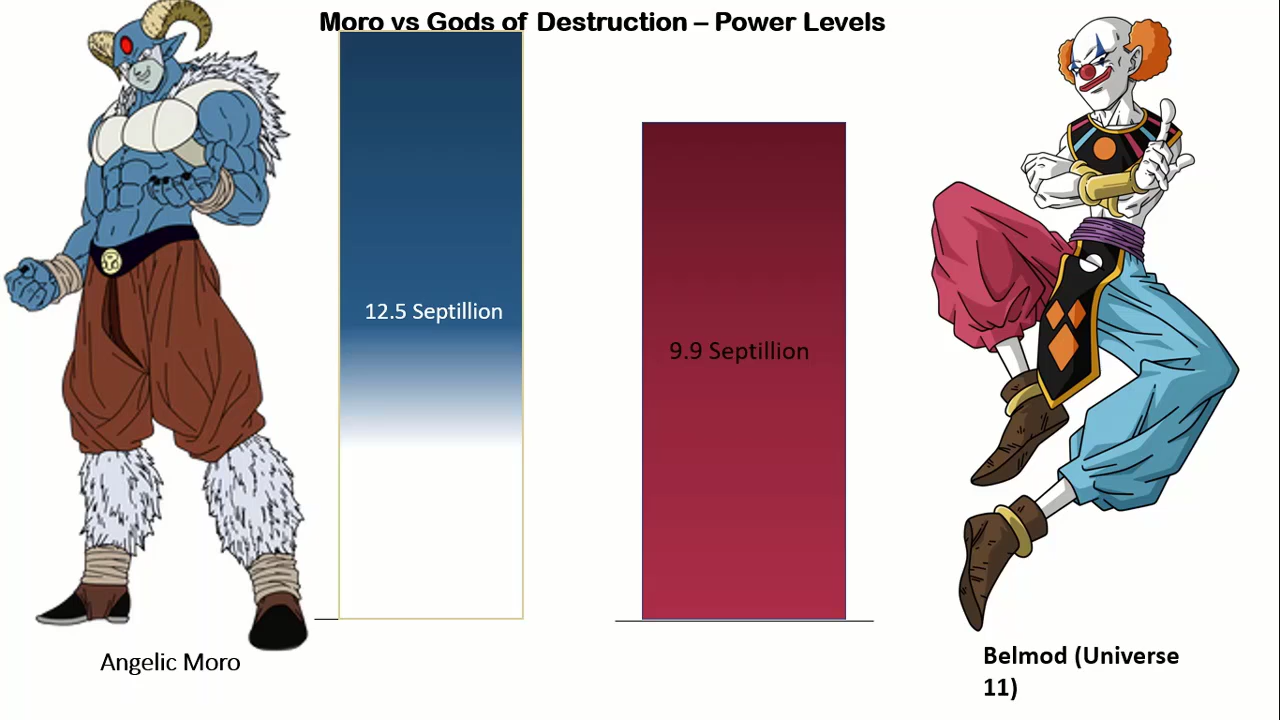 Moro vs Gods of Destruction – Power Levels
12.5 Septillion
9.9 Septillion
Angelic Moro
Belmod (Universe
11)